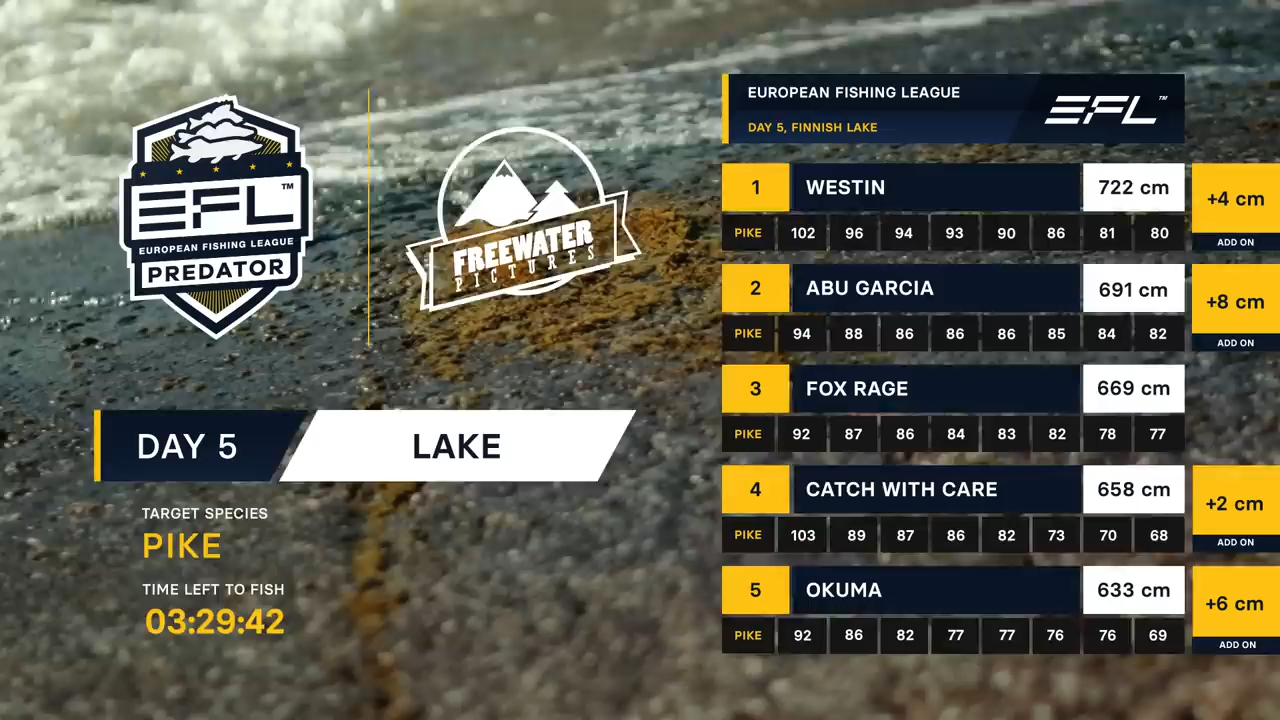 EFL™
EUROPEAN FISHING LEAGUE
PREDATOR
FREEWATER
PICTURES
DAY 5
LAKE
TARGET SPECIES
PIKE
TIME LEFT TO FISH
03:29:42
EUROPEAN FISHING LEAGUE
DAY 5, FINNISH LAKE
EFL™
1 WESTIN 722 cm +4 cm
PIKE 102 96 94 93 90 86 81 80 ADD ON
2 ABU GARCIA 691 cm +8 cm
PIKE 94 88 86 86 86 85 84 82 ADD ON
3 FOX RAGE 669 cm
PIKE 92 87 86 84 83 82 78 77
4 CATCH WITH CARE 658 cm +2 cm
PIKE 103 89 87 86 82 73 70 68 ADD ON
5 OKUMA 633 cm +6 cm
PIKE 92 86 82 77 77 76 76 69 ADD ON